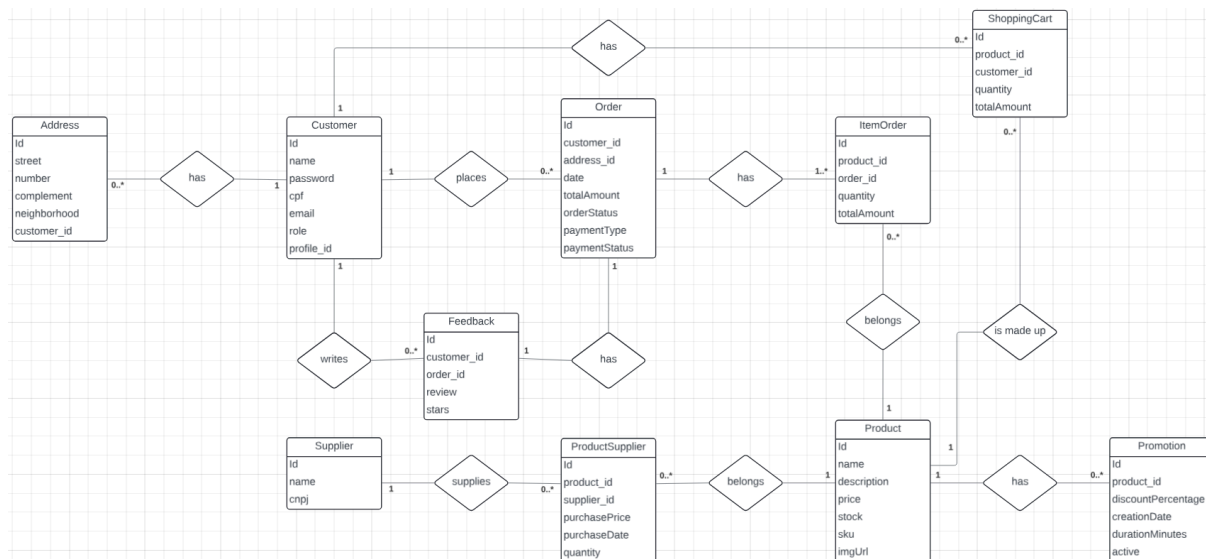 ShoppingCart
Id
product_id
customer_id
quantity
totalAmount
has
0..*
1
0..*
Address
Id
street
number
complement
neighborhood
customer_id
0..*
has
1
Customer
Id
name
password
cpf
email
role
profile_id
1
1
places
0..*
Order
Id
customer_id
address_id
date
totalAmount
orderStatus
paymentType
paymentStatus
1
1
has
1..*
ItemOrder
Id
product_id
order_id
quantity
totalAmount
0..*
belongs
1
is made up
1
writes
0..*
Feedback
Id
customer_id
order_id
review
stars
1
has
Supplier
Id
name
cnpj
1
supplies
0..*
ProductSupplier
Id
product_id
supplier_id
purchasePrice
purchaseDate
quantity
0..*
belongs
1
Product
Id
name
description
price
stock
sku
imgUrl
1
has
0..*
Promotion
Id
product_id
discountPercentage
creationDate
durationMinutes
active